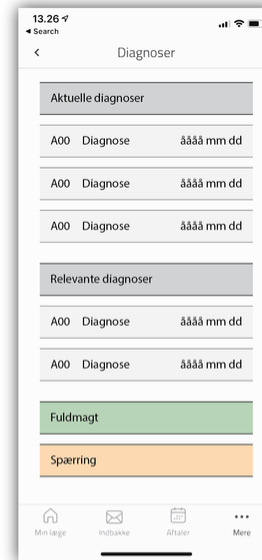 13.26
◂ Search
Diagnoser
Aktuelle diagnoser
A00 Diagnose åååå mm dd
A00 Diagnose åååå mm dd
A00 Diagnose åååå mm dd
Relevante diagnoser
A00 Diagnose åååå mm dd
A00 Diagnose åååå mm dd
Fuldmagt
Spærring
Min læge Indbakke Aftaler Mere